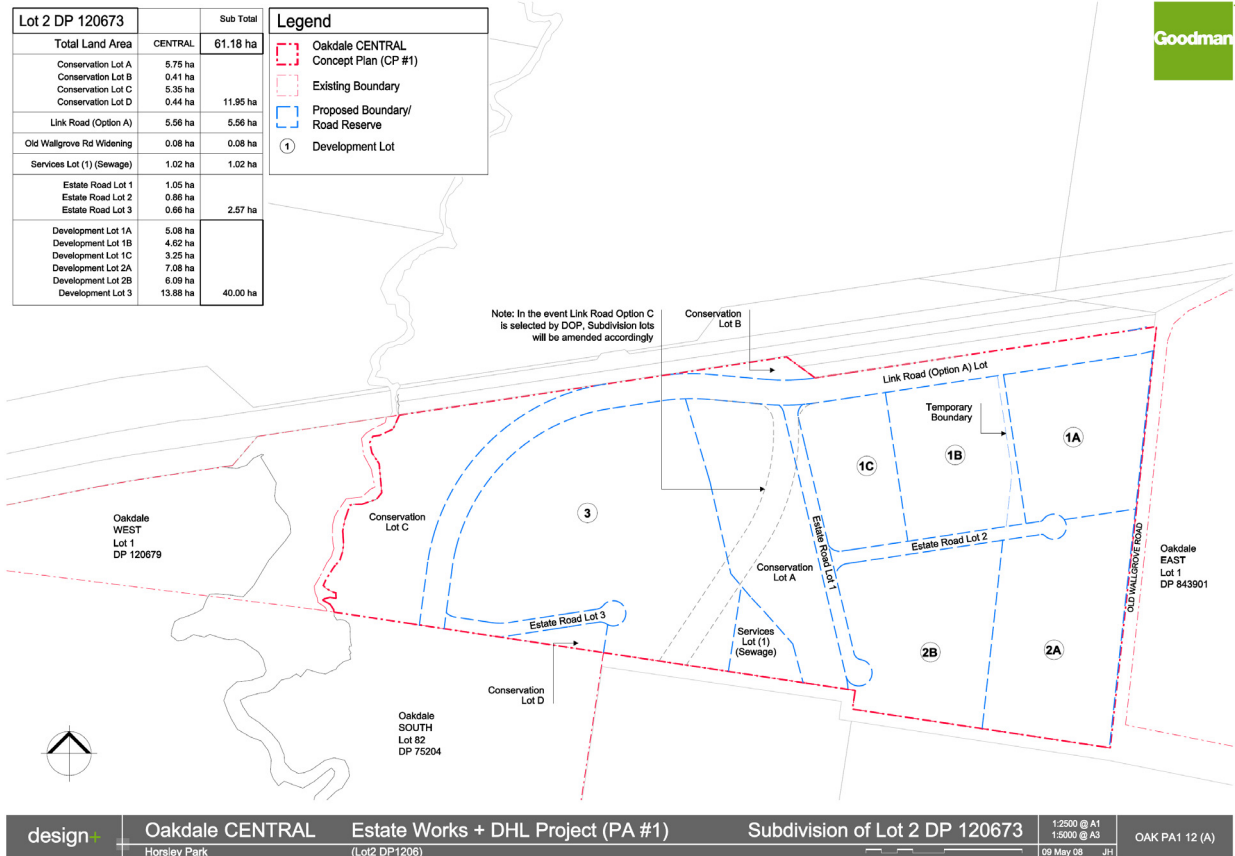 Lot 2 DP 120673 Sub Total
Total Land Area CENTRAL 61.18 ha
Conservation Lot A 5.75 ha
Conservation Lot B 0.41 ha
Conservation Lot C 5.35 ha
Conservation Lot D 0.44 ha 11.95 ha
Link Road (Option A) 5.56 ha 5.56 ha
Old Wallgrove Rd Widening 0.08 ha 0.08 ha
Services Lot (1) (Sewage) 1.02 ha 1.02 ha
Estate Road Lot 1 1.05 ha
Estate Road Lot 2 0.86 ha
Estate Road Lot 3 0.66 ha 2.57 ha
Development Lot 1A 5.08 ha
Development Lot 1B 4.62 ha
Development Lot 1C 3.25 ha
Development Lot 2A 7.08 ha
Development Lot 2B 6.09 ha
Development Lot 3 13.88 ha 40.00 ha
Legend
Oakdale CENTRAL
Concept Plan (CP #1)
Existing Boundary
Proposed Boundary/
Road Reserve
1 Development Lot
Goodman
Note: In the event Link Road Option C
is selected by DOP, Subdivision lots
will be amended accordingly
Conservation
Lot B
Link Road (Option A) Lot
Temporary
Boundary
1A
1B
1C
3
Conservation
Lot C
Oakdale
WEST
Lot 1
DP 120679
Estate Road Lot 1
Estate Road Lot 2
OLD WALLGROVE ROAD
Oakdale
EAST
Lot 1
DP 843901
Conservation
Lot A
Estate Road Lot 3
Services
Lot (1)
(Sewage)
2B
2A
Conservation
Lot D
Oakdale
SOUTH
Lot 82
DP 75204
design+
Oakdale CENTRAL Estate Works + DHL Project (PA #1) Subdivision of Lot 2 DP 120673
Horsley Park (Lot2 DP1206)
1:2500 @ A1
1:5000 @ A3
09 May 08 JH
OAK PA1 12 (A)